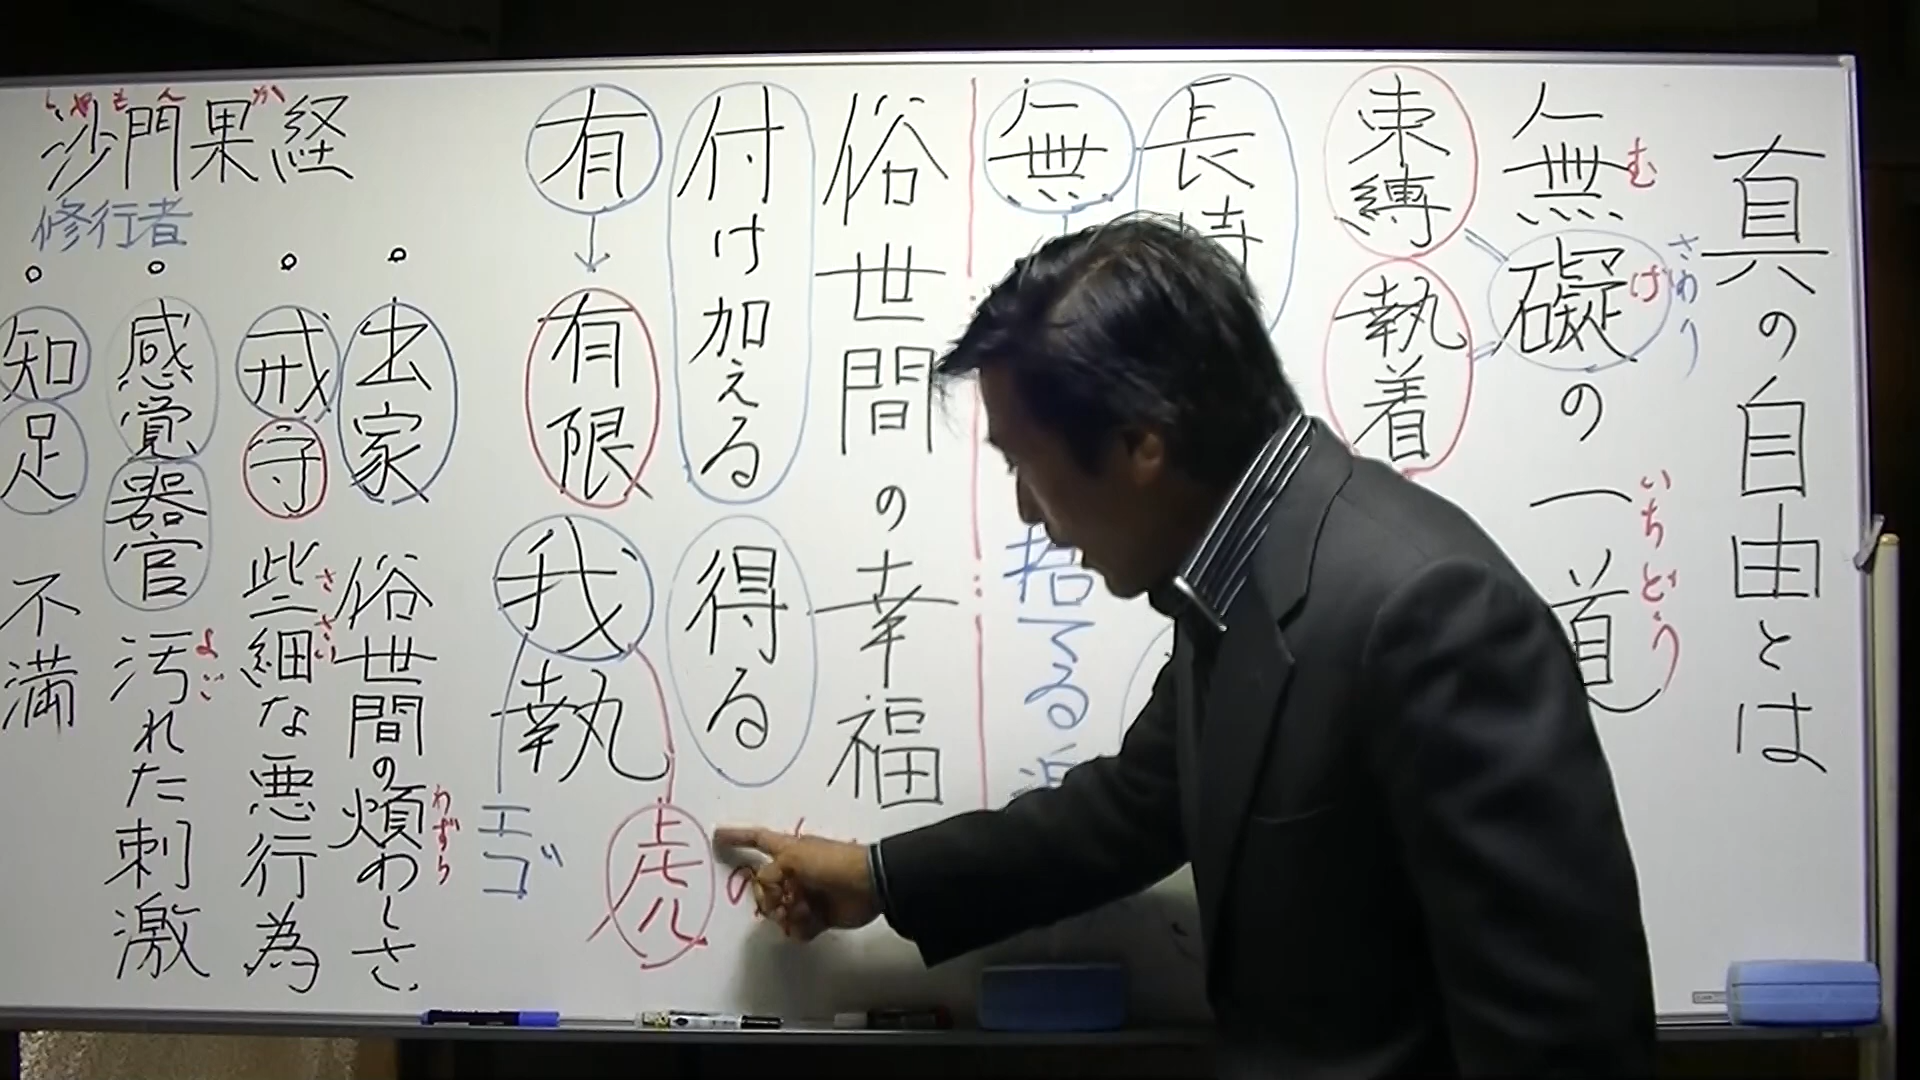 真の自由とは
無礙の一道
むげ
いちどう
さわり
束縛 執着
長
無
捨てる
俗世間の幸福
付け加える 得る
有→有限 我執
エゴ
虎
の
沙門果経
しゃもんか
修行者
。出家 俗世間の煩わしさ
わずら
。戒守 些細な悪行為
ささい
。感覚器官 汚れた刺激
よご
。知足 不満